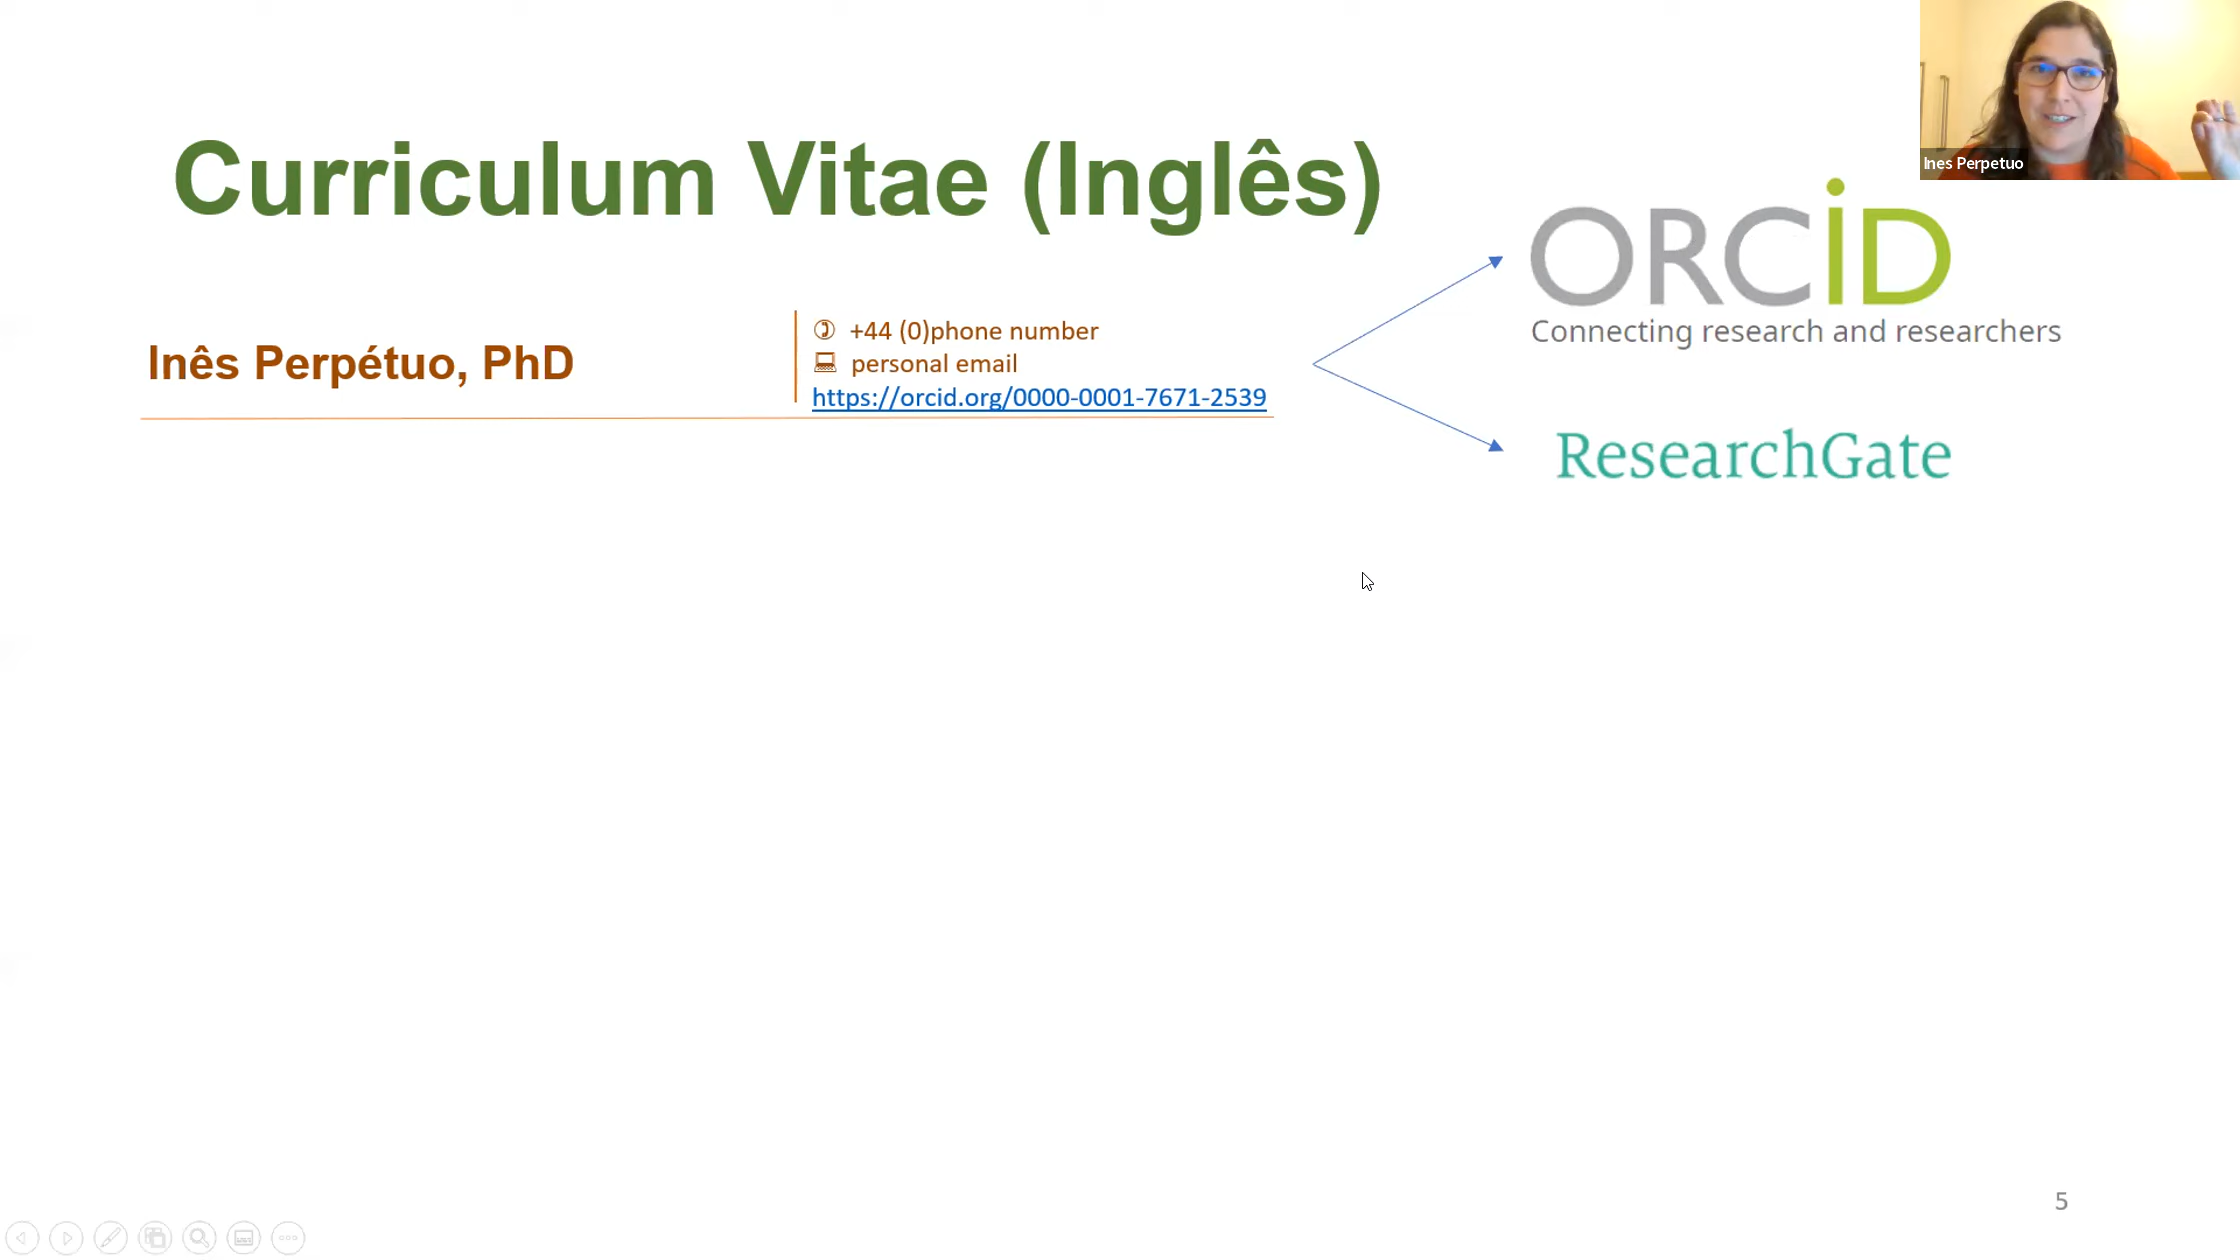 Ines Perpetuo
Curriculum Vitae (Inglês)
ORCID
Connecting research and researchers
Inês Perpétuo, PhD
+44 (0)phone number
personal email
https://orcid.org/0000-0001-7671-2539
ResearchGate
5